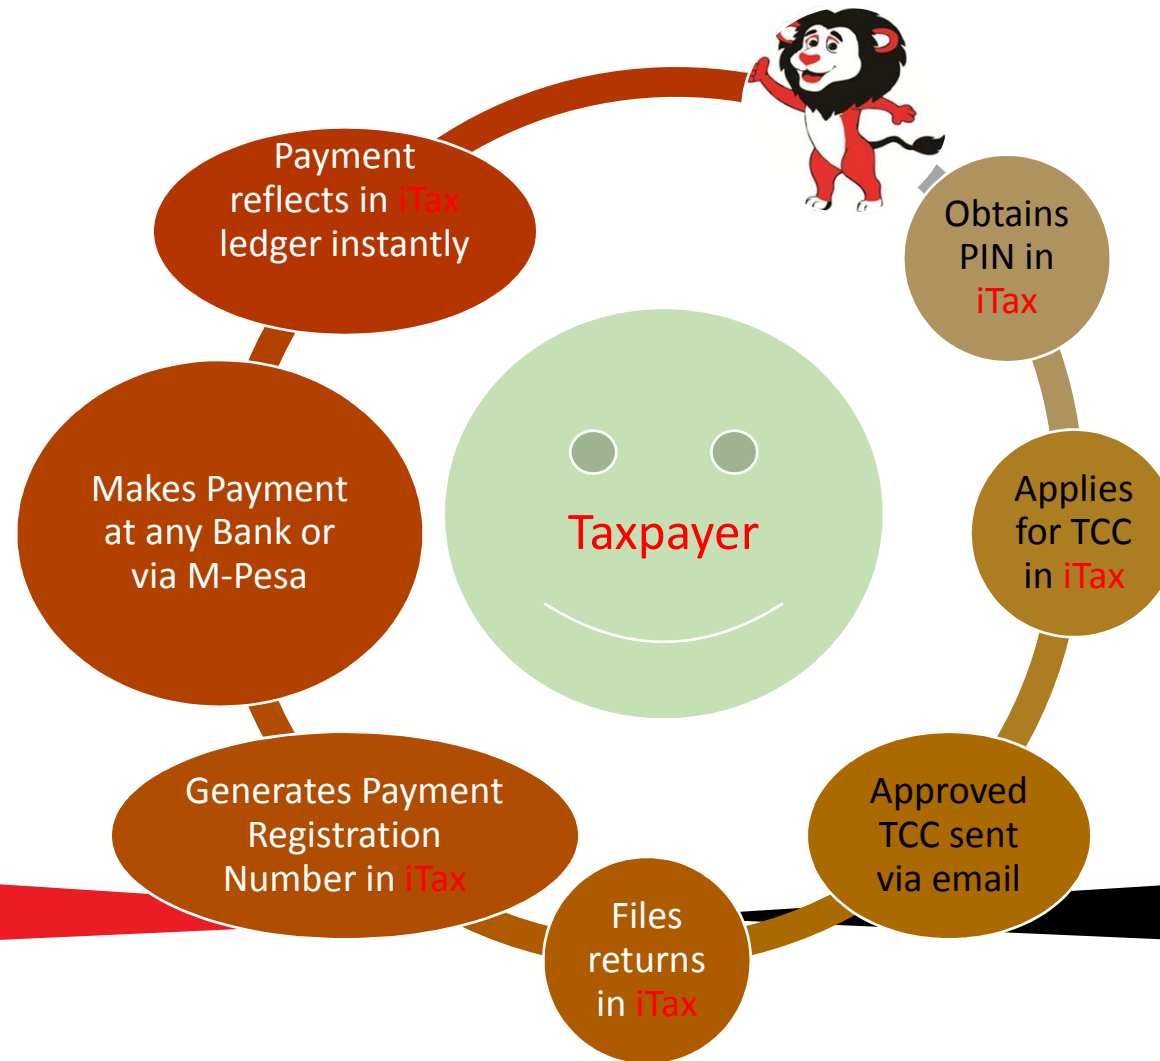 Obtains
PIN in
iTax
Applies
for TCC
in iTax
Approved
TCC sent
via email
Files
returns
in iTax
Generates Payment
Registration
Number in iTax
Makes Payment
at any Bank or
via M-Pesa
Payment
reflects in iTax
ledger instantly
Taxpayer